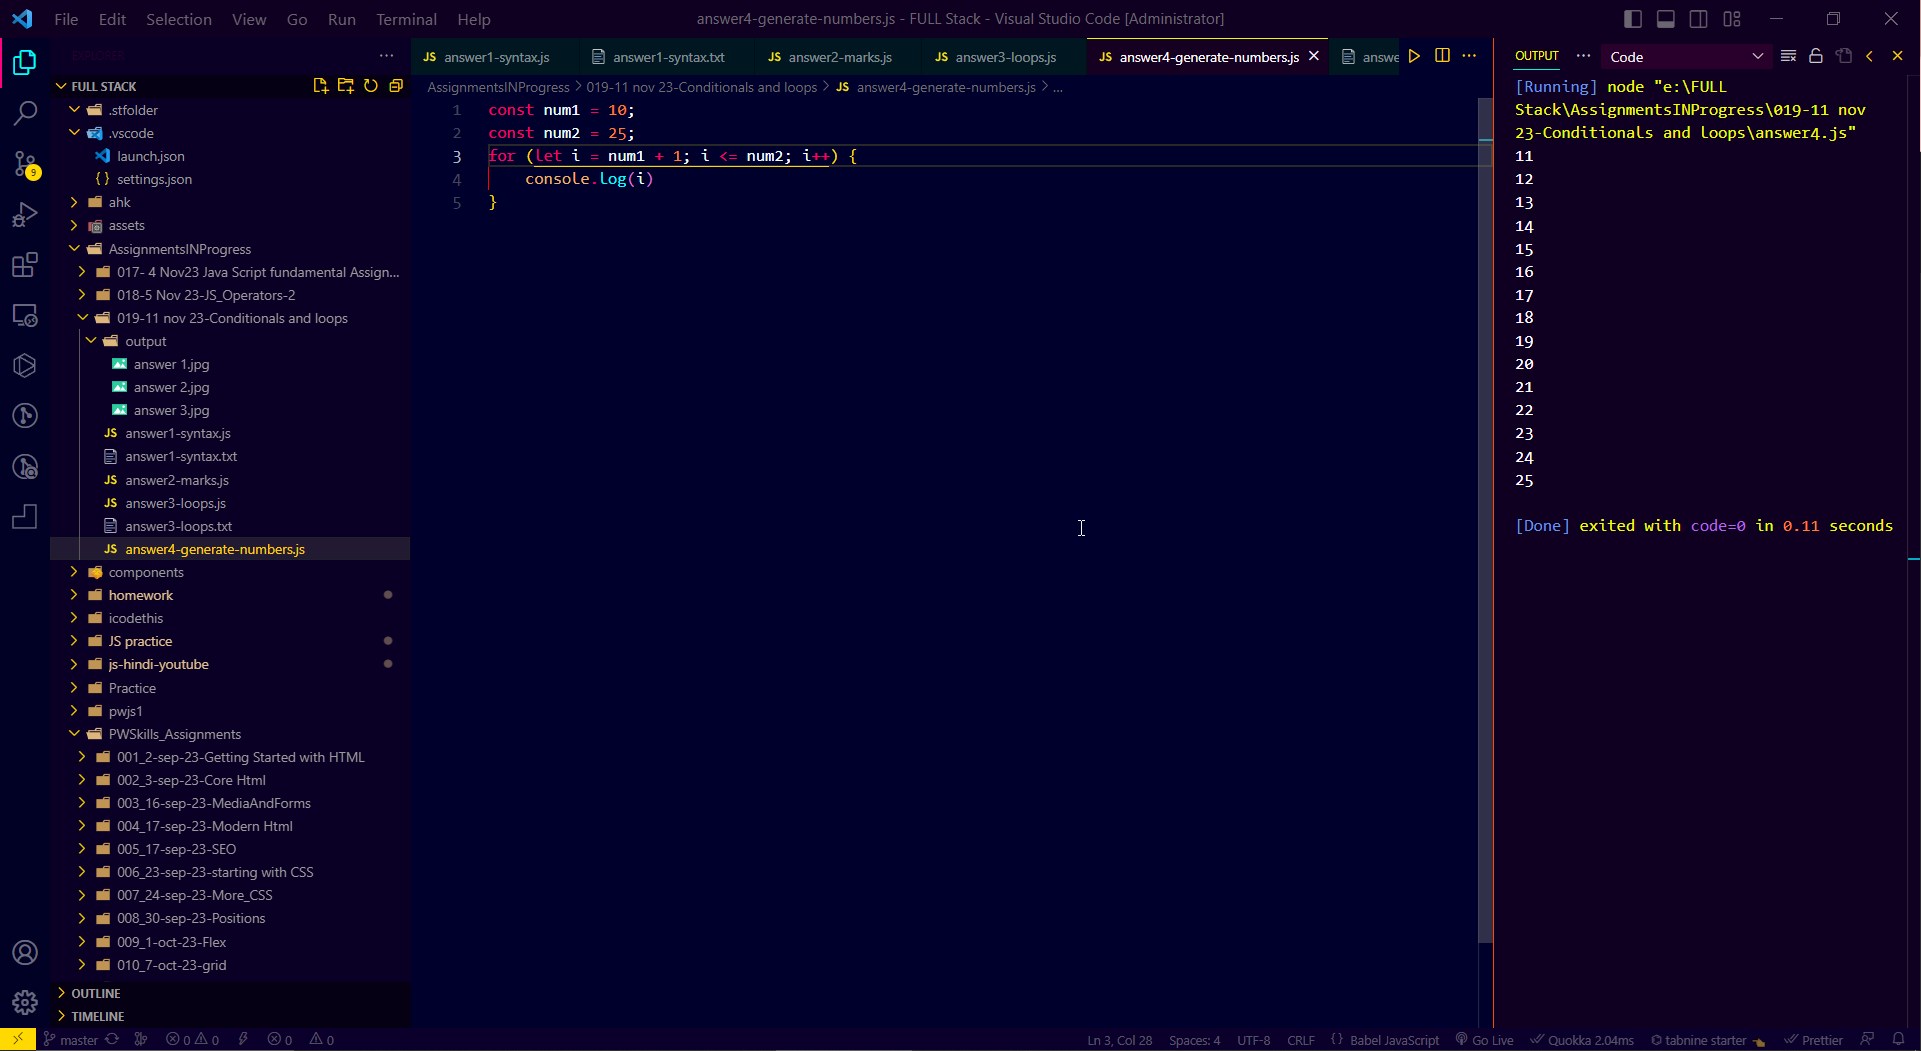 File Edit Selection View Go Run Terminal Help
answer4-generate-numbers.js - FULL Stack - Visual Studio Code [Administrator]
FULL STACK
.stfolder
.vscode
launch.json
settings.json
ahk
assets
AssignmentsINProgress
017- 4 Nov23 Java Script fundamental Assign...
018-5 Nov 23-JS_Operators-2
019-11 nov 23-Conditionals and loops
output
answer 1.jpg
answer 2.jpg
answer 3.jpg
JS answer1-syntax.js
answer1-syntax.txt
JS answer2-marks.js
JS answer3-loops.js
answer3-loops.txt
JS answer4-generate-numbers.js
components
homework
icodethis
JS practice
js-hindi-youtube
Practice
pwjs1
PWSkills_Assignments
001_2-sep-23-Getting Started with HTML
002_3-sep-23-Core Html
003_16-sep-23-MediaAndForms
004_17-sep-23-Modern Html
005_17-sep-23-SEO
006_23-sep-23-starting with CSS
007_24-sep-23-More_CSS
008_30-sep-23-Positions
009_1-oct-23-Flex
010_7-oct-23-grid
OUTLINE
TIMELINE
9
JS answer1-syntax.js answer1-syntax.txt JS answer2-marks.js JS answer3-loops.js JS answer4-generate-numbers.js answe
AssignmentsINProgress > 019-11 nov 23-Conditionals and loops > JS answer4-generate-numbers.js > ...
1 const num1 = 10;
2 const num2 = 25;
3 for (let i = num1 + 1; i <= num2; i++) {
4 console.log(i)
5 }
OUTPUT ... Code
[Running] node "e:\FULL
Stack\AssignmentsINProgress\019-11 nov
23-Conditionals and loops\answer4.js"
11
12
13
14
15
16
17
18
19
20
21
22
23
24
25
[Done] exited with code=0 in 0.11 seconds
master 0 0 0 0
Ln 3, Col 28 Spaces: 4 UTF-8 CRLF {} Babel JavaScript Go Live Quokka 2.04ms tabnine starter Prettier